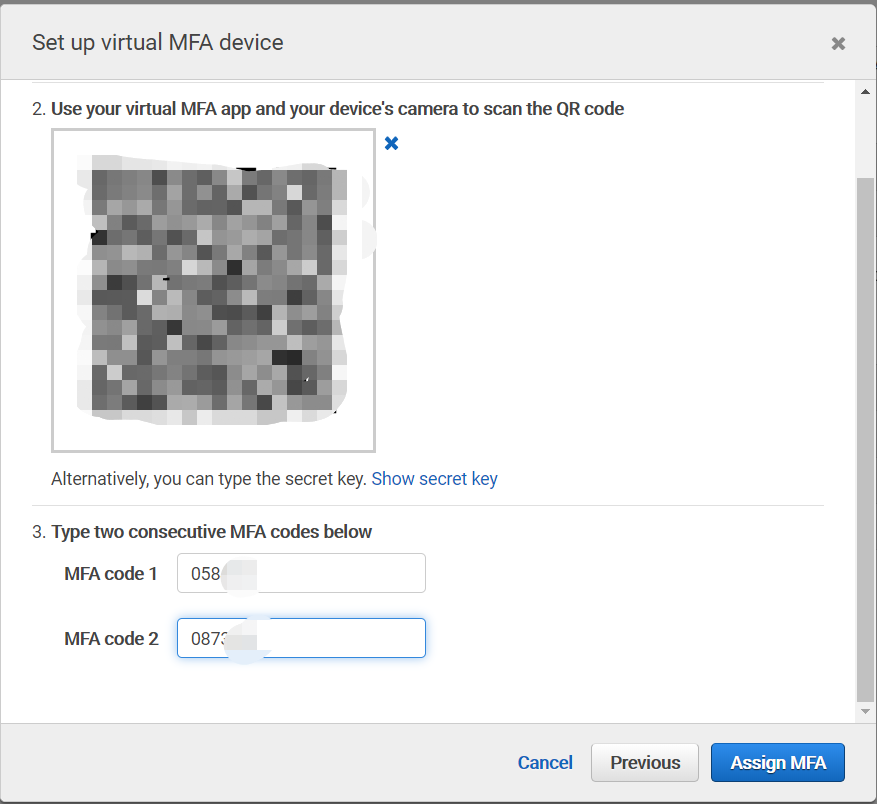 Set up virtual MFA device
2. Use your virtual MFA app and your device's camera to scan the QR code
Alternatively, you can type the secret key. Show secret key
3. Type two consecutive MFA codes below
MFA code 1 058
MFA code 2 0873
Cancel Previous Assign MFA